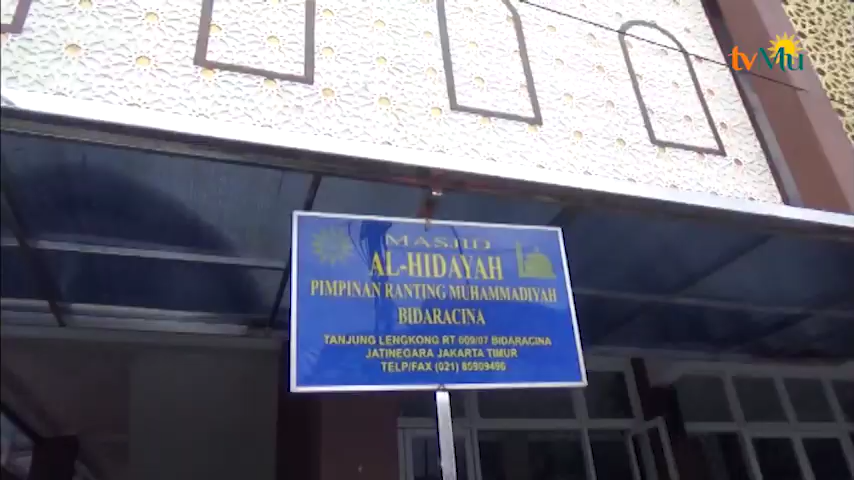 tvMu
MASJID
AL-HIDAYAH
PIMPINAN RANTING MUHAMMADIYAH
BIDARACINA
TANJUNG LENGKONG RT 009/07 BIDARACINA
JATINEGARA JAKARTA TIMUR
TELP/FAX (021) 85909496